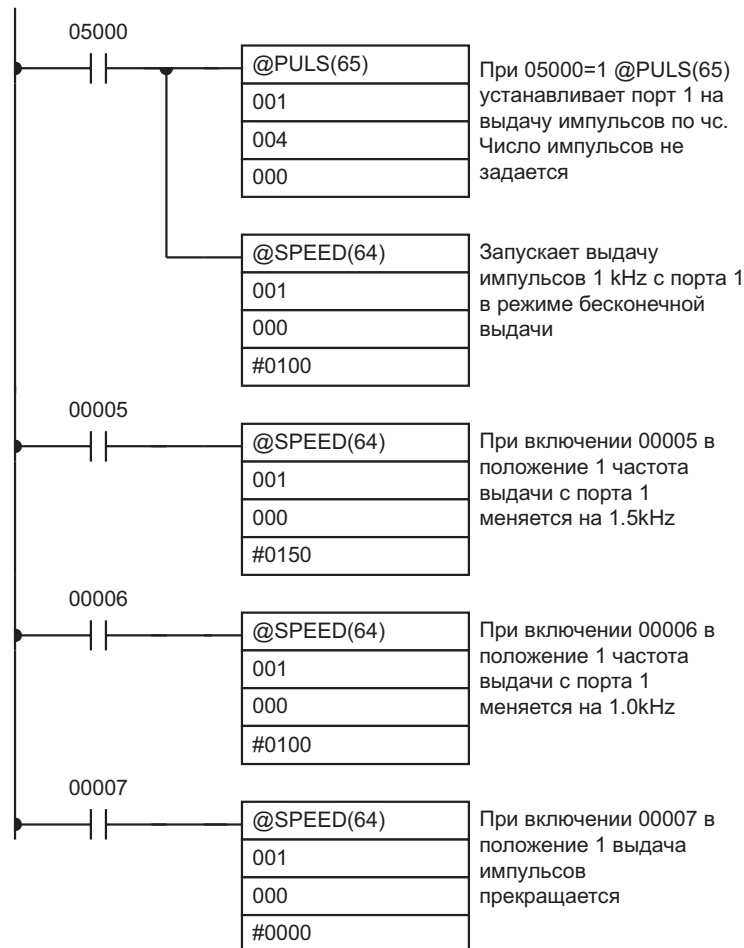 05000
@PULS(65)
001
004
000
При 05000=1 @PULS(65)
устанавливает порт 1 на
выдачу импульсов по чс.
Число импульсов не
задается
@SPEED(64)
001
000
#0100
Запускает выдачу
импульсов 1 kHz с порта 1
в режиме бесконечной
выдачи
00005
@SPEED(64)
001
000
#0150
При включении 00005 в
положение 1 частота
выдачи с порта 1
меняется на 1.5kHz
00006
@SPEED(64)
001
000
#0100
При включении 00006 в
положение 1 частота
выдачи с порта 1
меняется на 1.0kHz
00007
@SPEED(64)
001
000
#0000
При включении 00007 в
положение 1 выдача
импульсов
прекращается